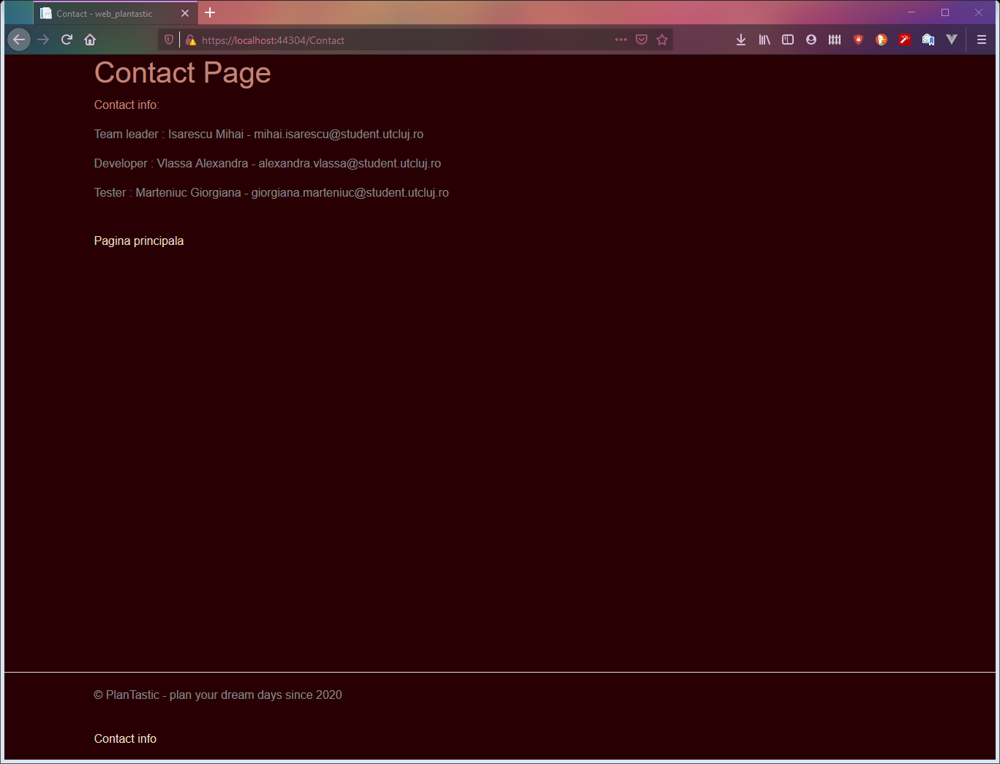 Contact - web_plantastic
https://localhost:44304/Contact
Contact Page
Contact info:
Team leader : Isarescu Mihai - mihai.isarescu@student.utcluj.ro
Developer : Vlassa Alexandra - alexandra.vlassa@student.utcluj.ro
Tester : Marteniuc Giorgiana - giorgiana.marteniuc@student.utcluj.ro
Pagina principala
© PlanTastic - plan your dream days since 2020
Contact info